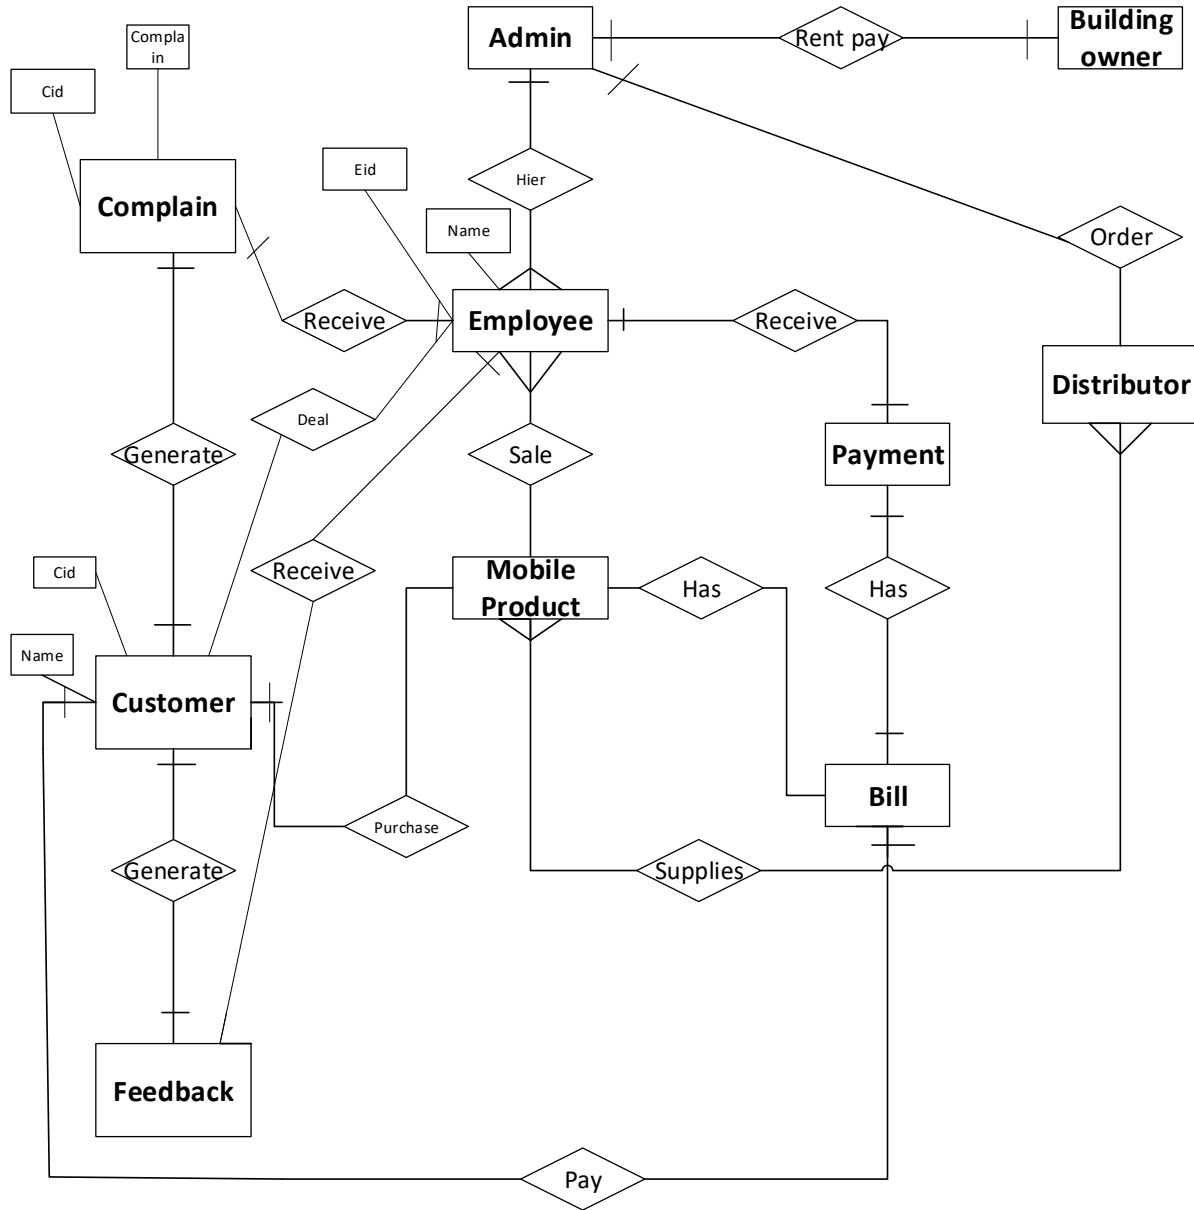 Admin
Rent pay
Building
owner
Compla
in
Cid
Complain
Eid
Hier
Name
Order
Receive
Employee
Receive
Distributor
Deal
Generate
Sale
Payment
Cid
Receive
Mobile
Product
Has
Has
Name
Customer
Bill
Purchase
Generate
Supplies
Feedback
Pay